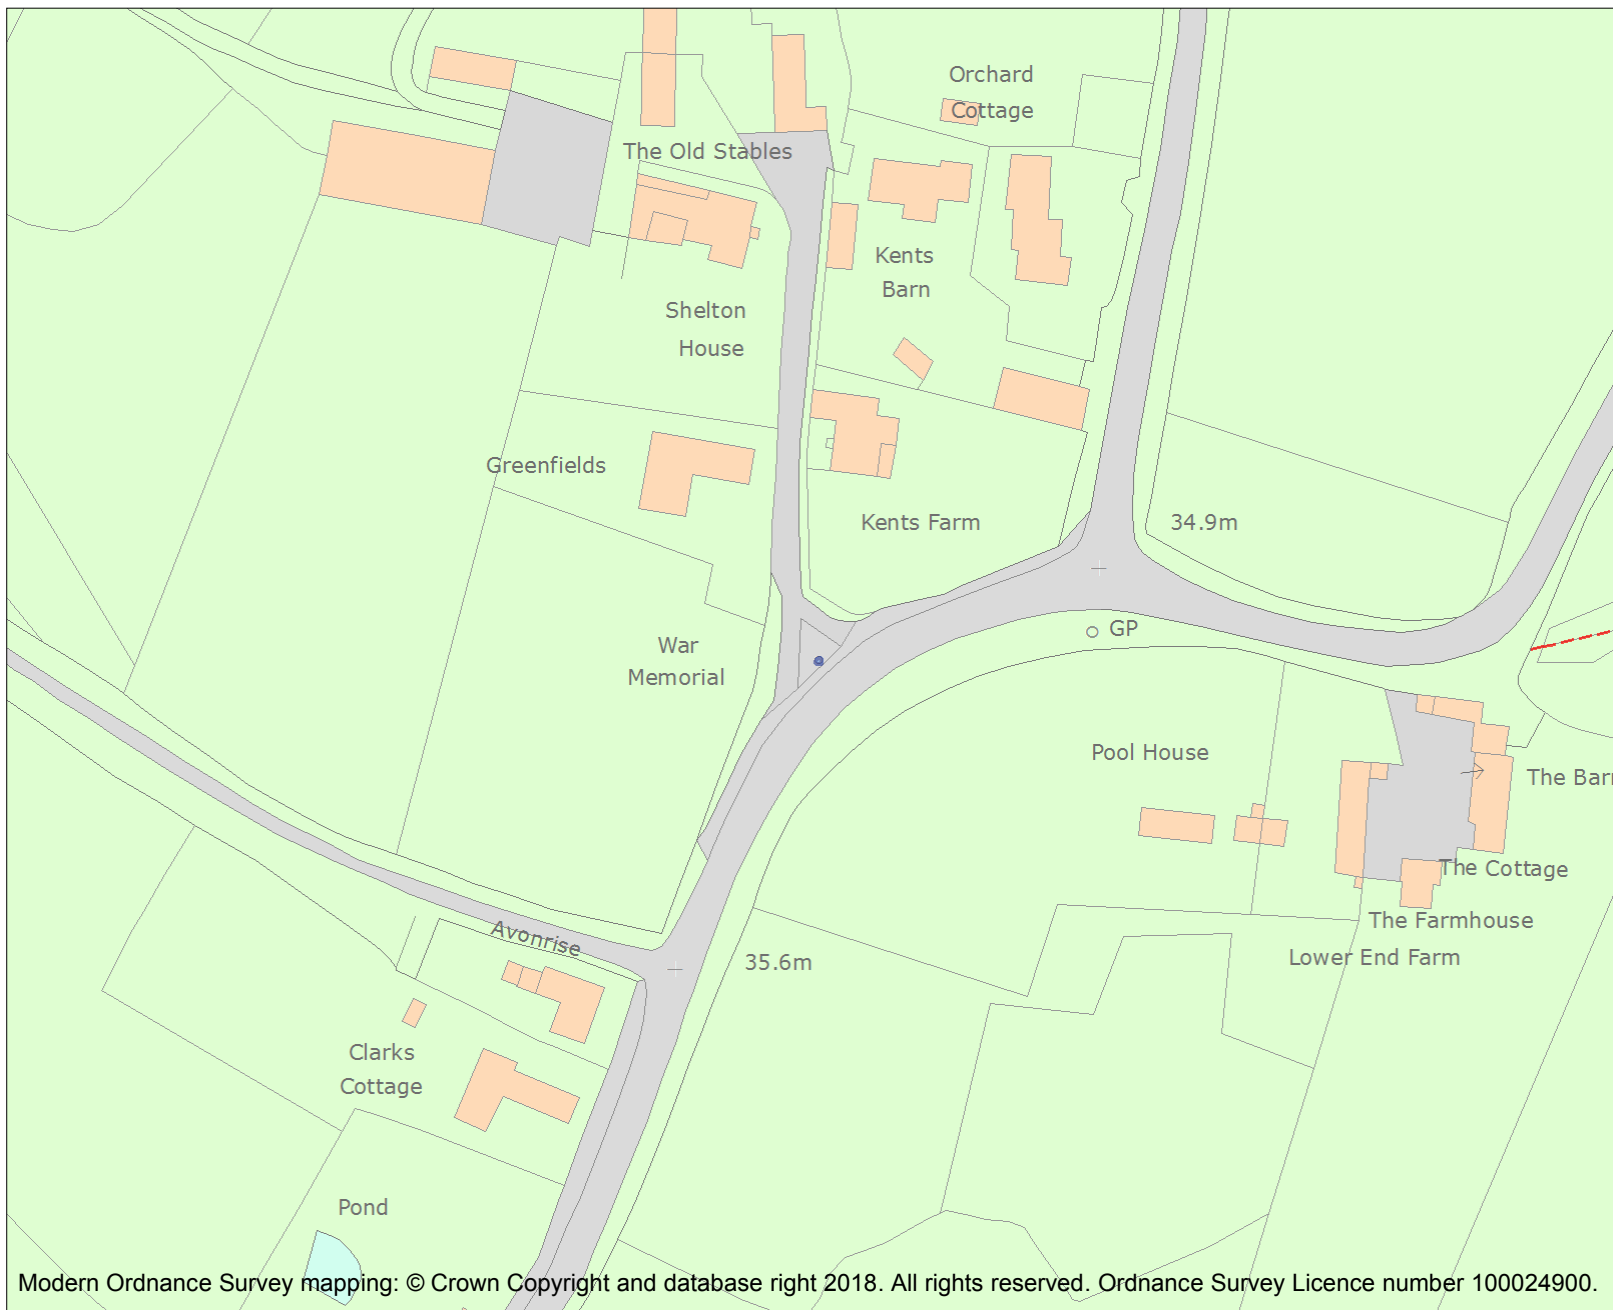 Orchard
Cottage
The Old Stables
Kents
Barn
Shelton
House
Greenfields
Kents Farm
34.9m
GP
War
Memorial
Pool House
The Bar
The Cottage
The Farmhouse
Lower End Farm
Avonrise
35.6m
Clarks
Cottage
Pond
Modern Ordnance Survey mapping: © Crown Copyright and database right 2018. All rights reserved. Ordnance Survey Licence number 100024900.